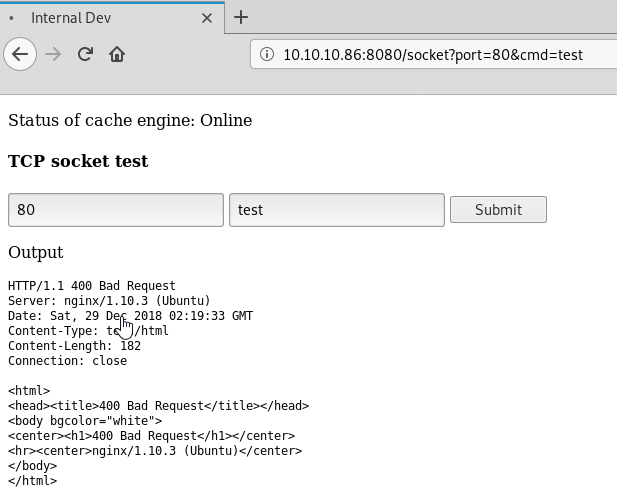 Internal Dev
10.10.10.86:8080/socket?port=80&cmd=test
Status of cache engine: Online
TCP socket test
80 test Submit
Output
HTTP/1.1 400 Bad Request
Server: nginx/1.10.3 (Ubuntu)
Date: Sat, 29 Dec 2018 02:19:33 GMT
Content-Type: text/html
Content-Length: 182
Connection: close
<html>
<head><title>400 Bad Request</title></head>
<body bgcolor="white">
<center><h1>400 Bad Request</h1></center>
<hr><center>nginx/1.10.3 (Ubuntu)</center>
</body>
</html>